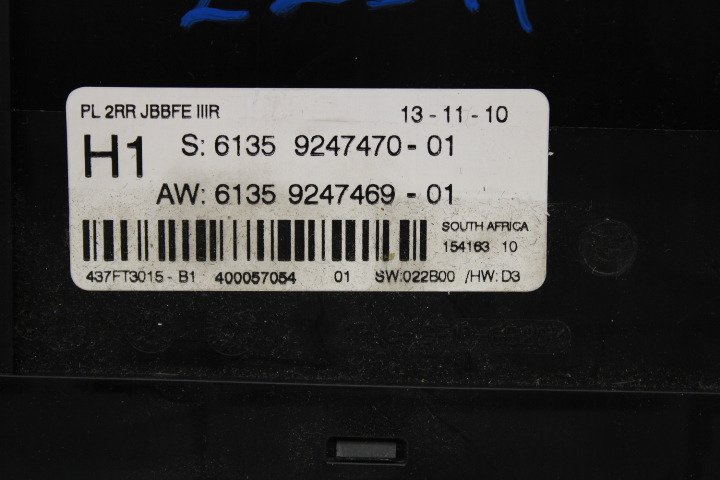 PL 2RR JBBFE IIIR 13 - 11 - 10
H1 S: 6135 9247470 - 01
AW: 6135 9247469 - 01
SOUTH AFRICA
154163 10
437FT3015 - B1 400057054 01 SW:022B00 /HW: D3